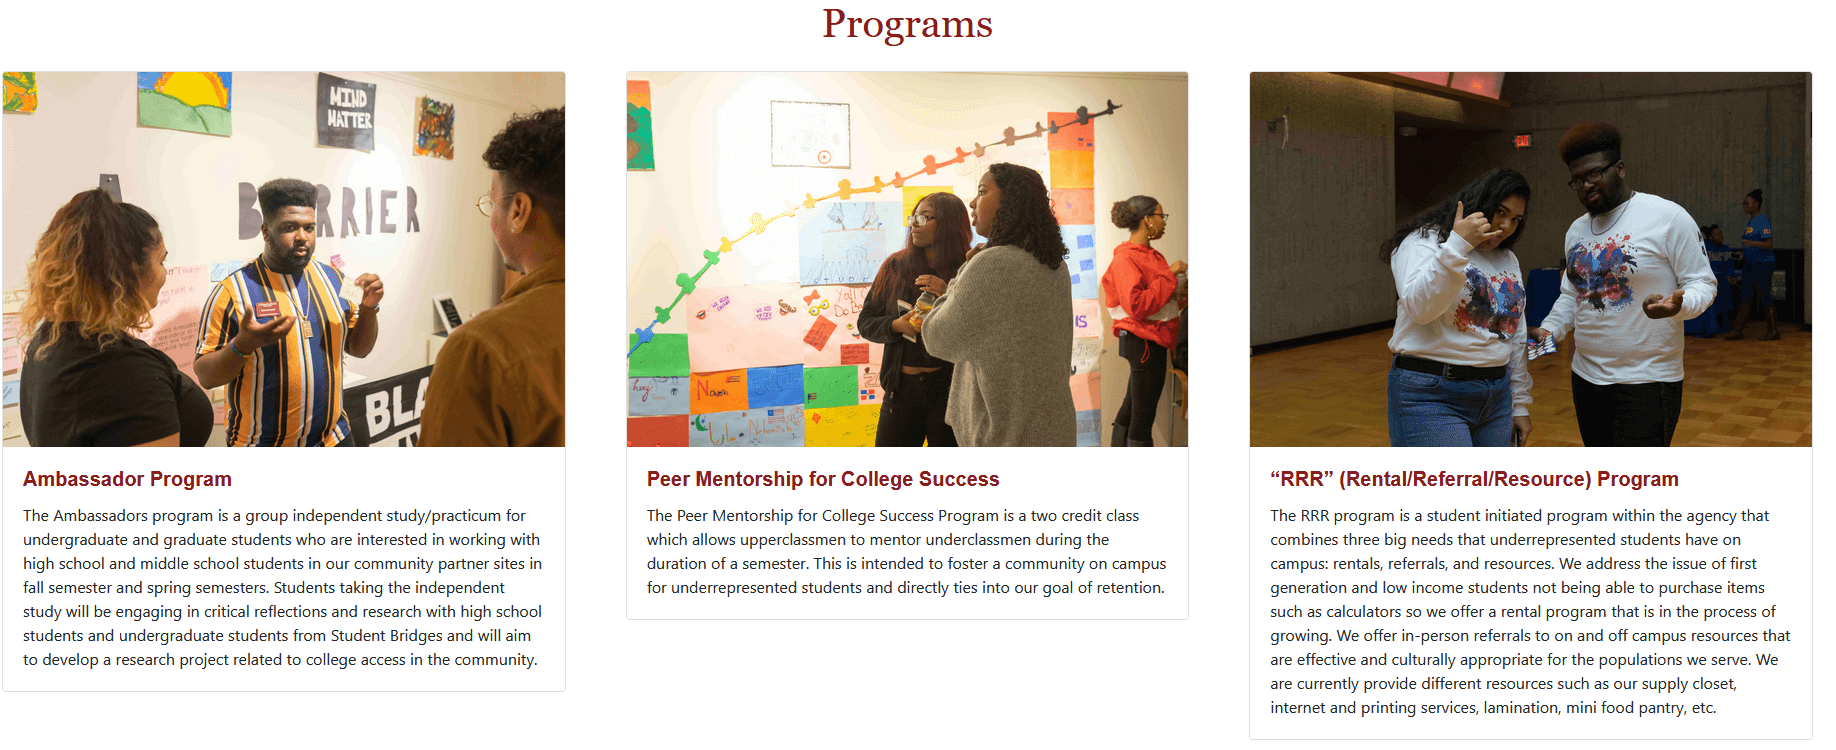 Programs
MIND
MATTER
BARRIER
BLA
STUDE
Name
IS
Ambassador Program
The Ambassadors program is a group independent study/practicum for
undergraduate and graduate students who are interested in working with
high school and middle school students in our community partner sites in
fall semester and spring semesters. Students taking the independent
study will be engaging in critical reflections and research with high school
students and undergraduate students from Student Bridges and will aim
to develop a research project related to college access in the community.
Peer Mentorship for College Success
The Peer Mentorship for College Success Program is a two credit class
which allows upperclassmen to mentor underclassmen during the
duration of a semester. This is intended to foster a community on campus
for underrepresented students and directly ties into our goal of retention.
“RRR” (Rental/Referral/Resource) Program
The RRR program is a student initiated program within the agency that
combines three big needs that underrepresented students have on
campus: rentals, referrals, and resources. We address the issue of first
generation and low income students not being able to purchase items
such as calculators so we offer a rental program that is in the process of
growing. We offer in-person referrals to on and off campus resources that
are effective and culturally appropriate for the populations we serve. We
are currently provide different resources such as our supply closet,
internet and printing services, lamination, mini food pantry, etc.